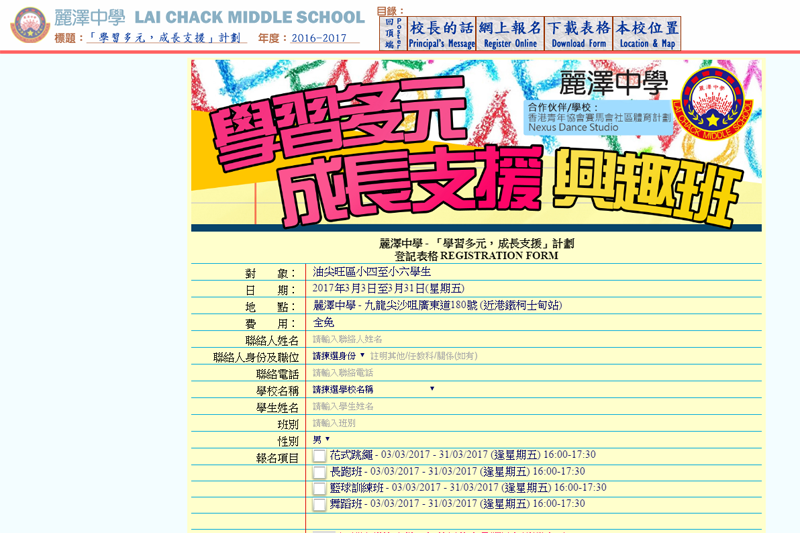 麗澤中學 LAI CHACK MIDDLE SCHOOL
標題：「學習多元，成長支援」計劃 年度：2016-2017
目錄：
回頂端 Poster
校長的話 Principal's Message
網上報名 Register Online
下載表格 Download Form
本校位置 Location & Map
學習多元
成長支援 興趣班
麗澤中學
合作伙伴/學校：
香港青年協會賽馬會社區體育計劃
Nexus Dance Studio
麗澤中學
LAI CHACK MIDDLE SCHOOL
麗澤中學 - 「學習多元，成長支援」計劃
登記表格 REGISTRATION FORM
對 象： 油尖旺區小四至小六學生
日 期： 2017年3月3日至3月31日(星期五)
地 點： 麗澤中學 - 九龍尖沙咀廣東道180號 (近港鐵柯士甸站)
費 用： 全免
聯絡人姓名 請輸入聯絡人姓名
聯絡人身份及職位 請揀選身份 註明其他/任教科/關係(如有)
聯絡電話 請輸入聯絡電話
學校名稱 請揀選學校名稱
學生姓名 請輸入學生姓名
班別 請輸入班別
性別 男
報名項目 花式跳繩 - 03/03/2017 - 31/03/2017 (逢星期五) 16:00-17:30
長跑班 - 03/03/2017 - 31/03/2017 (逢星期五) 16:00-17:30
籃球訓練班 - 03/03/2017 - 31/03/2017 (逢星期五) 16:00-17:30
舞蹈班 - 03/03/2017 - 31/03/2017 (逢星期五) 16:00-17:30